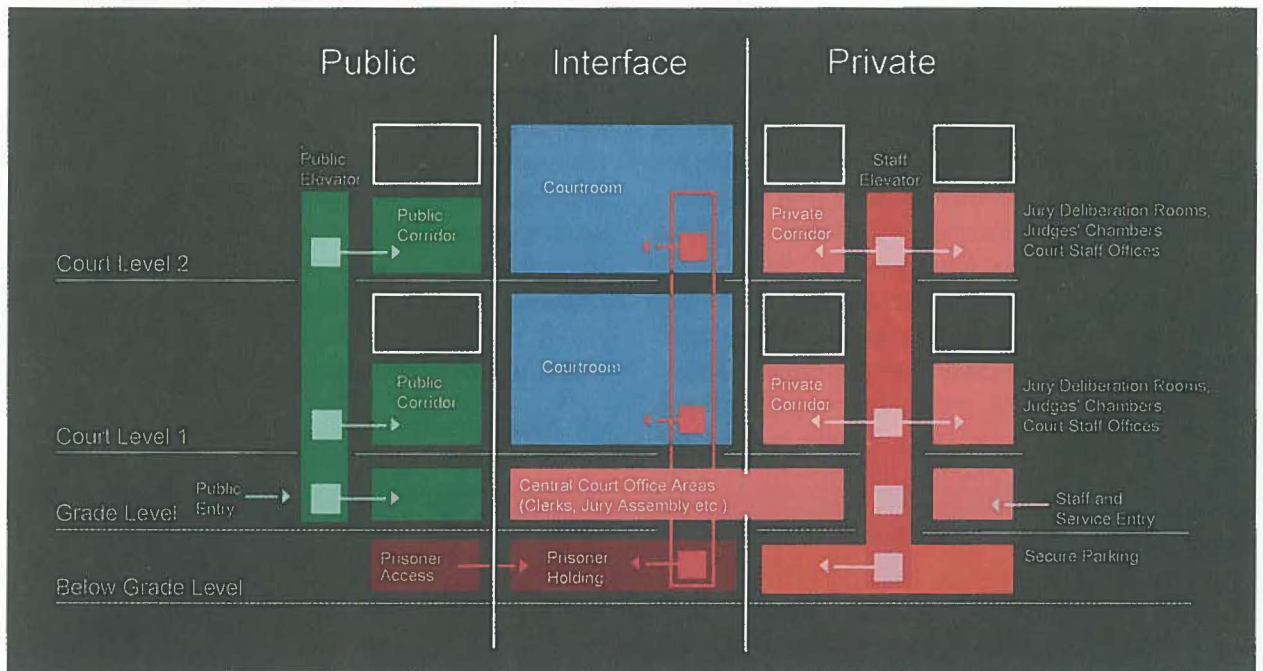 Public
Interface
Private
Public
Elevator
Public
Corridor
Courtroom
Private
Corridor
Staff
Elevator
Jury Deliberation Rooms,
Judges' Chambers
Court Staff Offices
Court Level 2
Public
Corridor
Courtroom
Private
Corridor
Jury Deliberation Rooms,
Judges' Chambers,
Court Staff Offices
Court Level 1
Public
Entry
Central Court Office Areas
(Clerks, Jury Assembly etc.)
Staff and
Service Entry
Grade Level
Prisoner
Access
Prisoner
Holding
Secure Parking
Below Grade Level